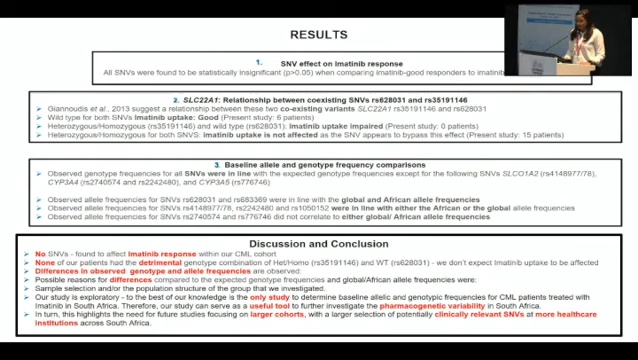 RESULTS
1. SNV effect on Imatinib response
All SNVs were found to be statistically insignificant (p>0.05) when comparing imatinib-good responders to imatinib
2. SLC22A1: Relationship between coexisting SNVs rs628031 and rs35191146
Giannoudis et al., 2013 suggest a relationship between these two co-existing variants SLC rs35191146 and rs628031
Wild type for both SNVs Imatinib uptake: Good (Present study: 6 patients)
Heterozygous/Homozygous (rs35191146) and wild type (rs628031): Imatinib uptake impaired (Present study: 0 patients)
Heterozygous/Homozygous for both SNVS: imatinib uptake is not affected as the SNV appears to bypass this effect (Present study: 15 patients)
3. Baseline allele and genotype frequency comparisons
Observed genotype frequencies for all SNVs were in line with the expected genotype frequencies except for the following SNVs SLCO1A2 (rs4148977/78),
CYP3A4 (rs2740574 and rs2242480), and CYP3A5 (rs776746)
Observed allele frequencies for SNVs rs628031 and rs683369 were in line with the global and African allele frequencies
Observed allele frequencies for SNVs rs4148977/78, rs2242480 and rs1050152 were in line with either the African or the global allele frequencies
Observed allele frequencies for SNVs rs2740574 and rs776746 did not correlate to either global/ African allele frequencies
Discussion and Conclusion
No SNVs - found to affect Imatinib response within our CML cohort
None of our patients had the detrimental genotype combination of Het/Homo (rs35191146) and WT (rs628031) - we don't expect Imatinib uptake to be affected
Differences in observed genotype and allele frequencies are observed:
Possible reasons for differences compared to the expected genotype frequencies and global/African allele frequencies were:
Sample selection and/or the population structure of the group that we investigated.
Our study is exploratory - to the best of our knowledge is the only study to determine baseline allelic and genotypic frequencies for CML patients treated with
Imatinib in South Africa. Therefore, our study can serve as a useful tool to further investigate the pharmacogenetic variability in South Africa.
In turn, this highlights the need for future studies focusing on larger cohorts, with a larger selection of potentially clinically relevant SNVs at more healthcare
institutions across South Africa.